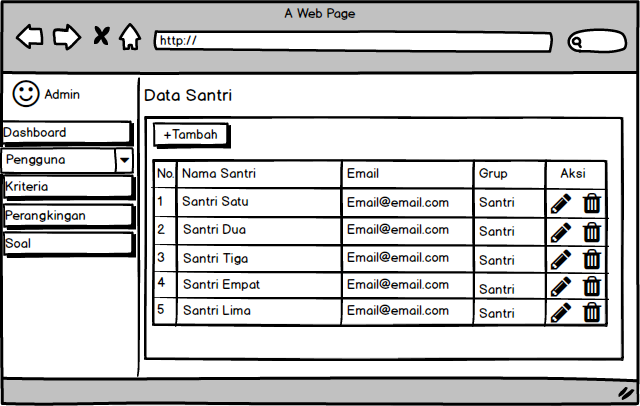 A Web Page
http://
Admin
Data Santri
Dashboard
Pengguna
Kriteria
Perangkingan
Soal
+Tambah
No. Nama Santri Email Grup Aksi
1 Santri Satu Email@email.com Santri
2 Santri Dua Email@email.com Santri
3 Santri Tiga Email@email.com Santri
4 Santri Empat Email@email.com Santri
5 Santri Lima Email@email.com Santri